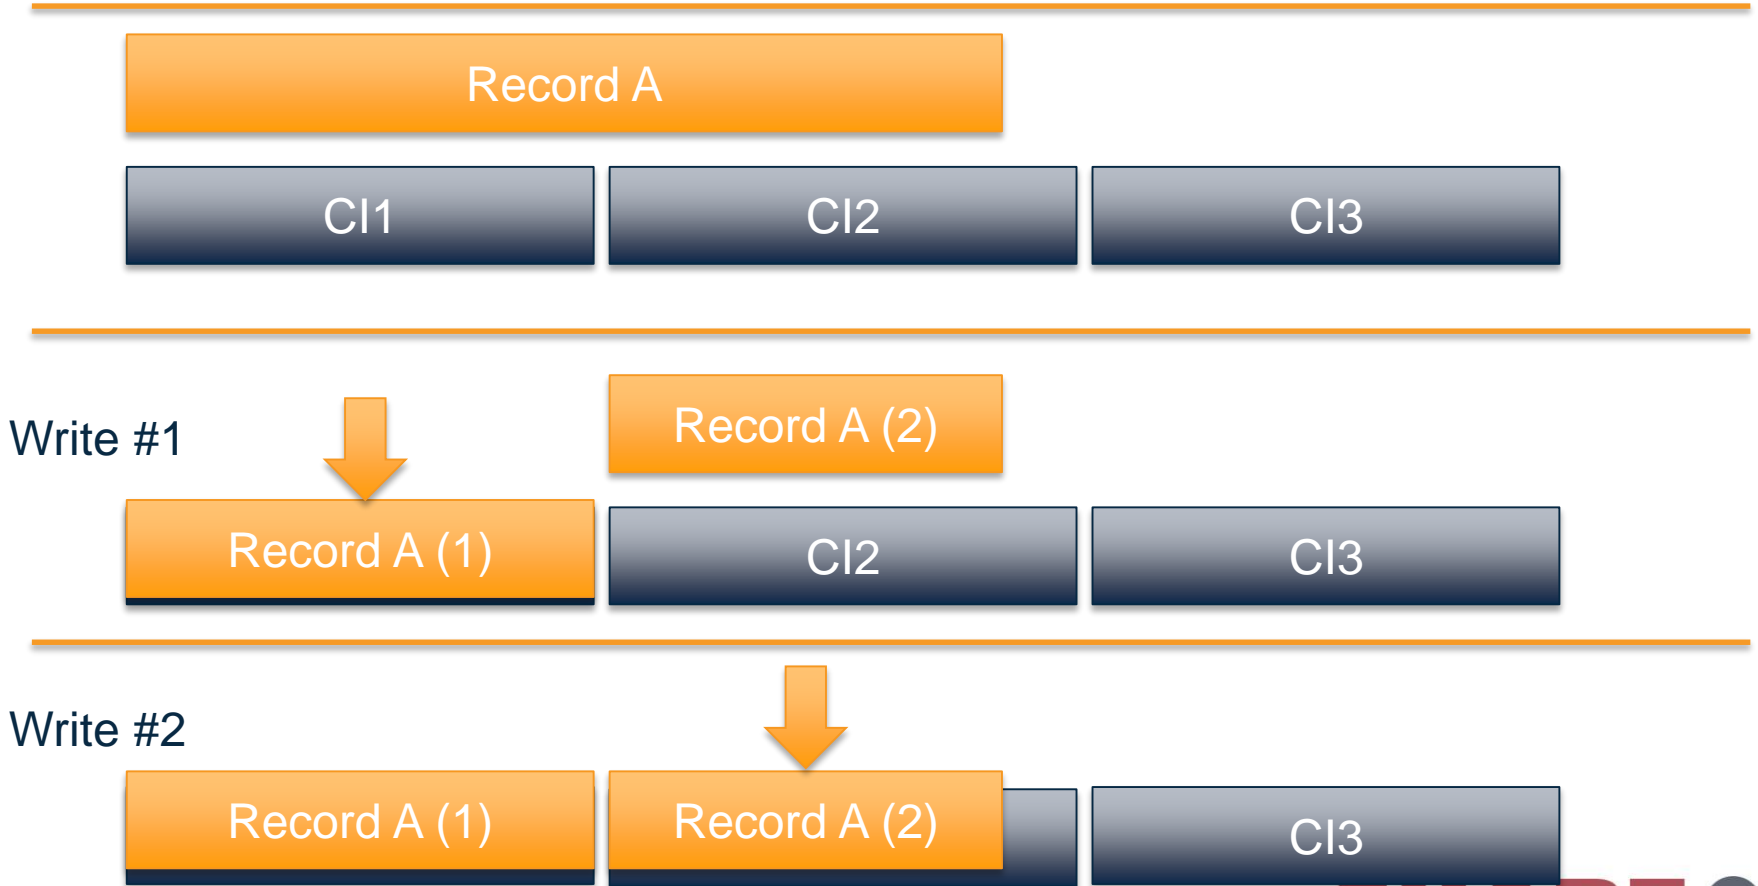 Record A
CI1 CI2 CI3
Record A (2)
Write #1
Record A (1) CI2 CI3
Write #2
Record A (1) Record A (2) CI3